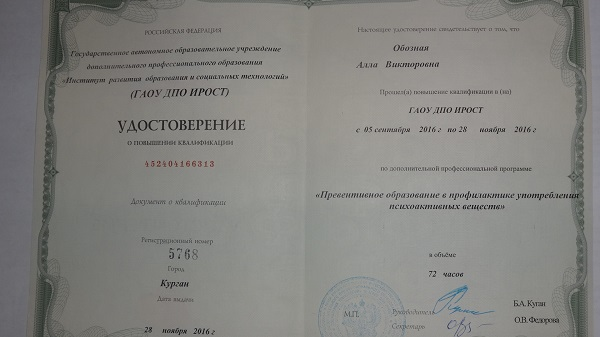 РОССИЙСКАЯ ФЕДЕРАЦИЯ
Государственное автономное образовательное учреждение
дополнительного профессионального образования
«Институт развития образования и социальных технологий»
(ГАОУ ДПО ИРОСТ)
УДОСТОВЕРЕНИЕ
О ПОВЫШЕНИИ КВАЛИФИКАЦИИ
452404166313
Документ о квалификации
Регистрационный номер
5768
Город
Курган
Дата выдачи
28 ноября 2016 г
Настоящее удостоверение свидетельствует о том, что
Обозная
Алла Викторовна
Прошел(а) повышение квалификации в (на)
ГАОУ ДПО ИРОСТ
с 05 сентября 2016 г по 28 ноября 2016 г
по дополнительной профессиональной программе
«Превентивное образование в профилактике употребления
психоактивных веществ»
в объёме
72 часов
М.П.
Руководитель Б.А. Куган
Секретарь О.В. Федорова